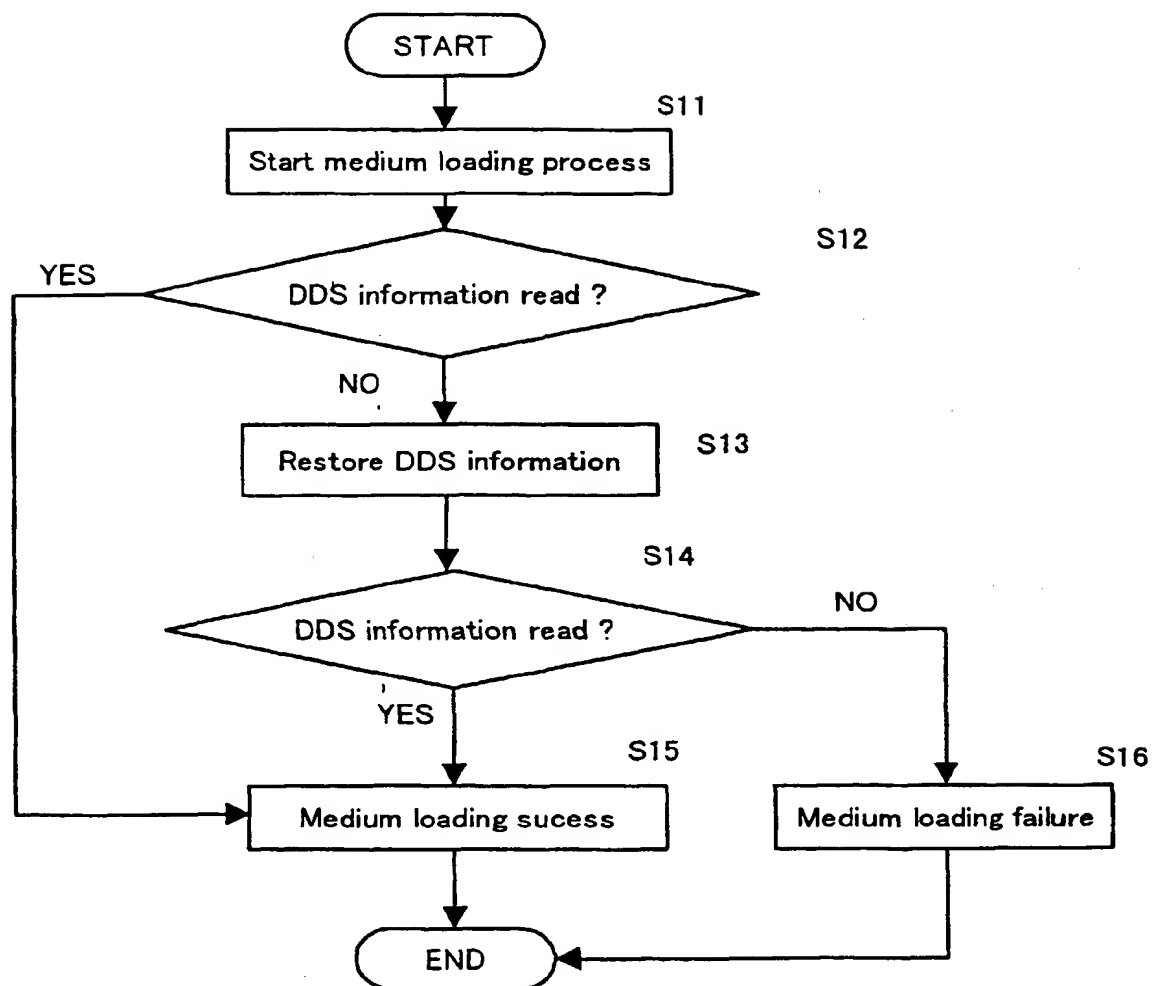 START
S11
Start medium loading process
S12
YES
DDS information read ?
NO
Restore DDS information
S13
S14
DDS information read ?
NO
YES
S15
S16
Medium loading sucess
Medium loading failure
END